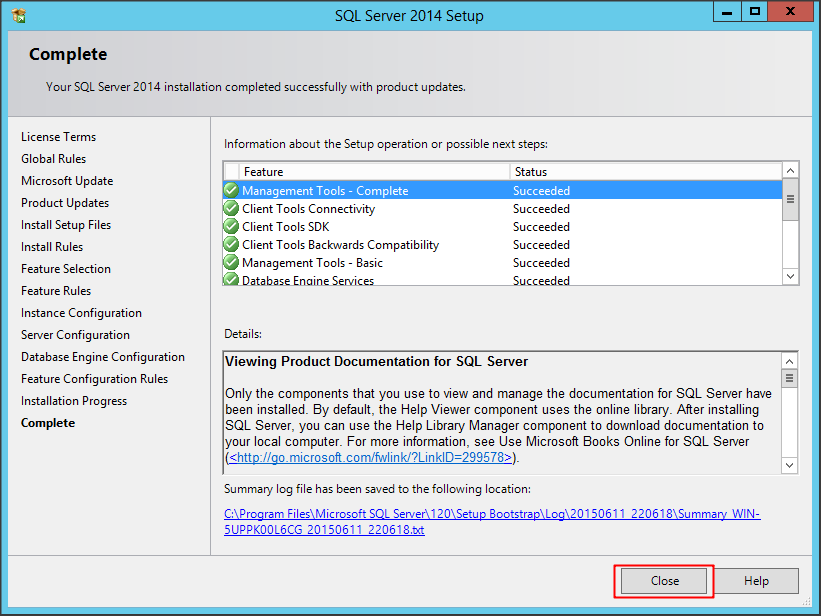 SQL Server 2014 Setup
Complete
Your SQL Server 2014 installation completed successfully with product updates.
License Terms
Global Rules
Microsoft Update
Product Updates
Install Setup Files
Install Rules
Feature Selection
Feature Rules
Instance Configuration
Server Configuration
Database Engine Configuration
Feature Configuration Rules
Installation Progress
Complete
Information about the Setup operation or possible next steps:
Feature Status
Management Tools - Complete Succeeded
Client Tools Connectivity Succeeded
Client Tools SDK Succeeded
Client Tools Backwards Compatibility Succeeded
Management Tools - Basic Succeeded
Database Engine Services Succeeded
Details:
Viewing Product Documentation for SQL Server
Only the components that you use to view and manage the documentation for SQL Server have
been installed. By default, the Help Viewer component uses the online library. After installing
SQL Server, you can use the Help Library Manager component to download documentation to
your local computer. For more information, see Use Microsoft Books Online for SQL Server
(<http://go.microsoft.com/fwlink/?LinkID=299578>).
Summary log file has been saved to the following location:
C:\Program Files\Microsoft SQL Server\120\Setup Bootstrap\Log\20150611_220618\Summary_WIN-
5UPPK00L6CG_20150611_220618.txt
Close Help